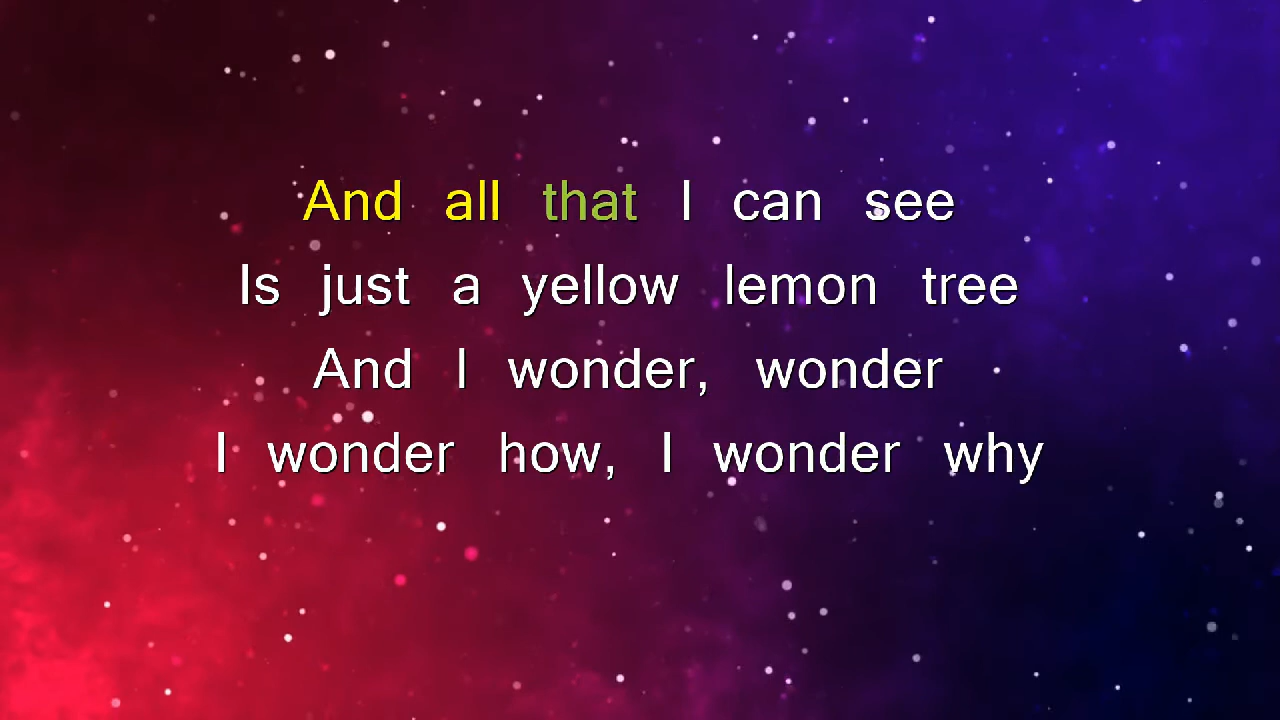 And all that I can see
Is just a yellow lemon tree
And I wonder, wonder
I wonder how, I wonder why